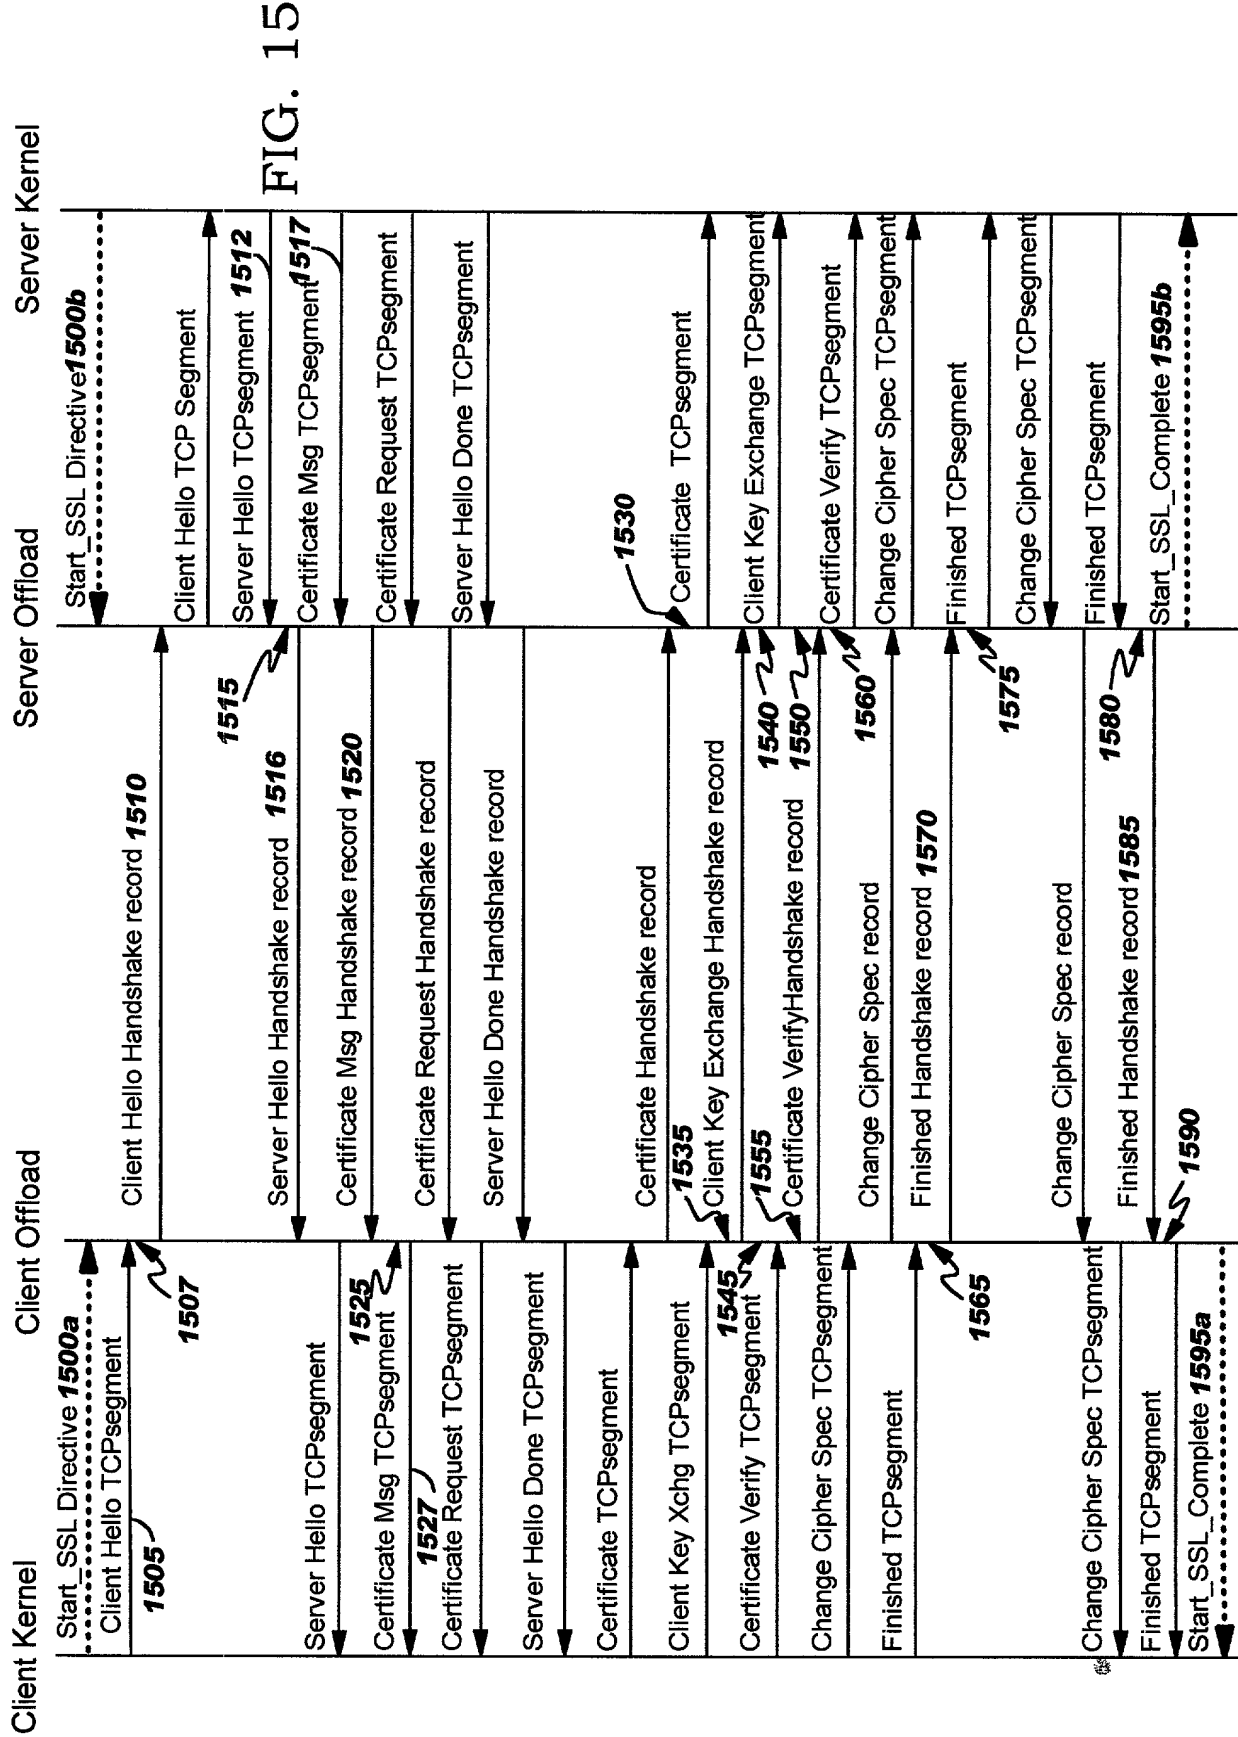 Client Kernel
Client Offload
Server Offload
Server Kernel
Start_SSL Directive 1500a
Start_SSL Directive 1500b
Client Hello TCPsegment
1505
1507
Client Hello Handshake record 1510
Client Hello TCP Segment
Server Hello TCPsegment 1512
1515
Server Hello Handshake record 1516
Certificate Msg TCPsegment 1517
Server Hello TCPsegment
Certificate Msg Handshake record 1520
Certificate Request TCPsegment
1525
Certificate Msg TCPsegment
1527
Certificate Request Handshake record
Server Hello Done TCPsegment
Certificate Request TCPsegment
Server Hello Done Handshake record
Server Hello Done TCPsegment
Certificate TCPsegment
Certificate Handshake record
1530
Certificate TCPsegment
Client Key Xchg TCPsegment
1535
Client Key Exchange Handshake record
1540
Client Key Exchange TCPsegment
1545
Certificate Verify TCPsegment
1550
1555
Certificate VerifyHandshake record
1560
Certificate Verify TCPsegment
Change Cipher Spec TCPsegment
Change Cipher Spec record
Change Cipher Spec TCPsegment
Finished TCPsegment
1565
Finished Handshake record 1570
Finished TCPsegment
1575
Change Cipher Spec TCPsegment
Change Cipher Spec record
Change Cipher Spec TCPsegment
Finished TCPsegment
1580
Finished Handshake record 1585
1590
Finished TCPsegment
Start_SSL_Complete 1595a
Start_SSL_Complete 1595b
FIG. 15